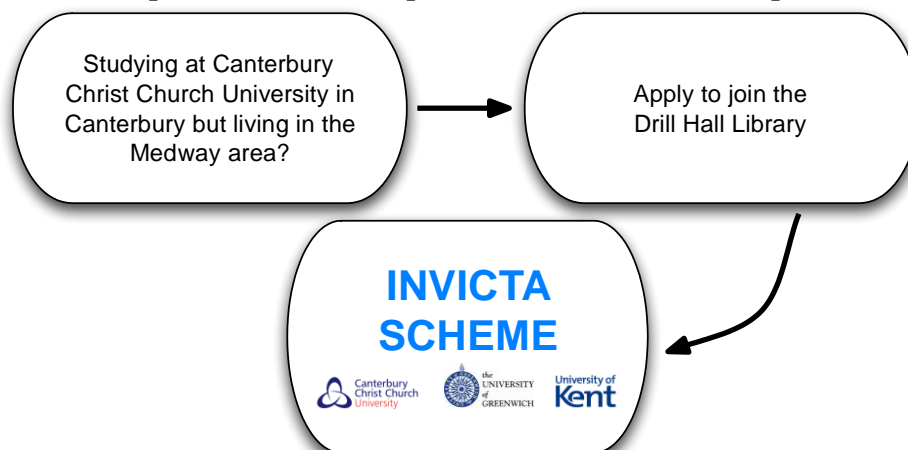 Studying at Canterbury
Christ Church University in
Canterbury but living in the
Medway area?
Apply to join the
Drill Hall Library
INVICTA
SCHEME
Canterbury
Christ Church
University
the
UNIVERSITY
of
GREENWICH
University of
Kent